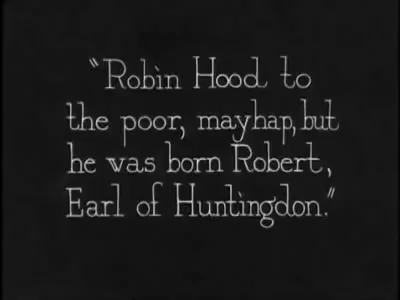 "Robin Hood to
the poor, mayhap, but
he was born Robert,
Earl of Huntingdon."